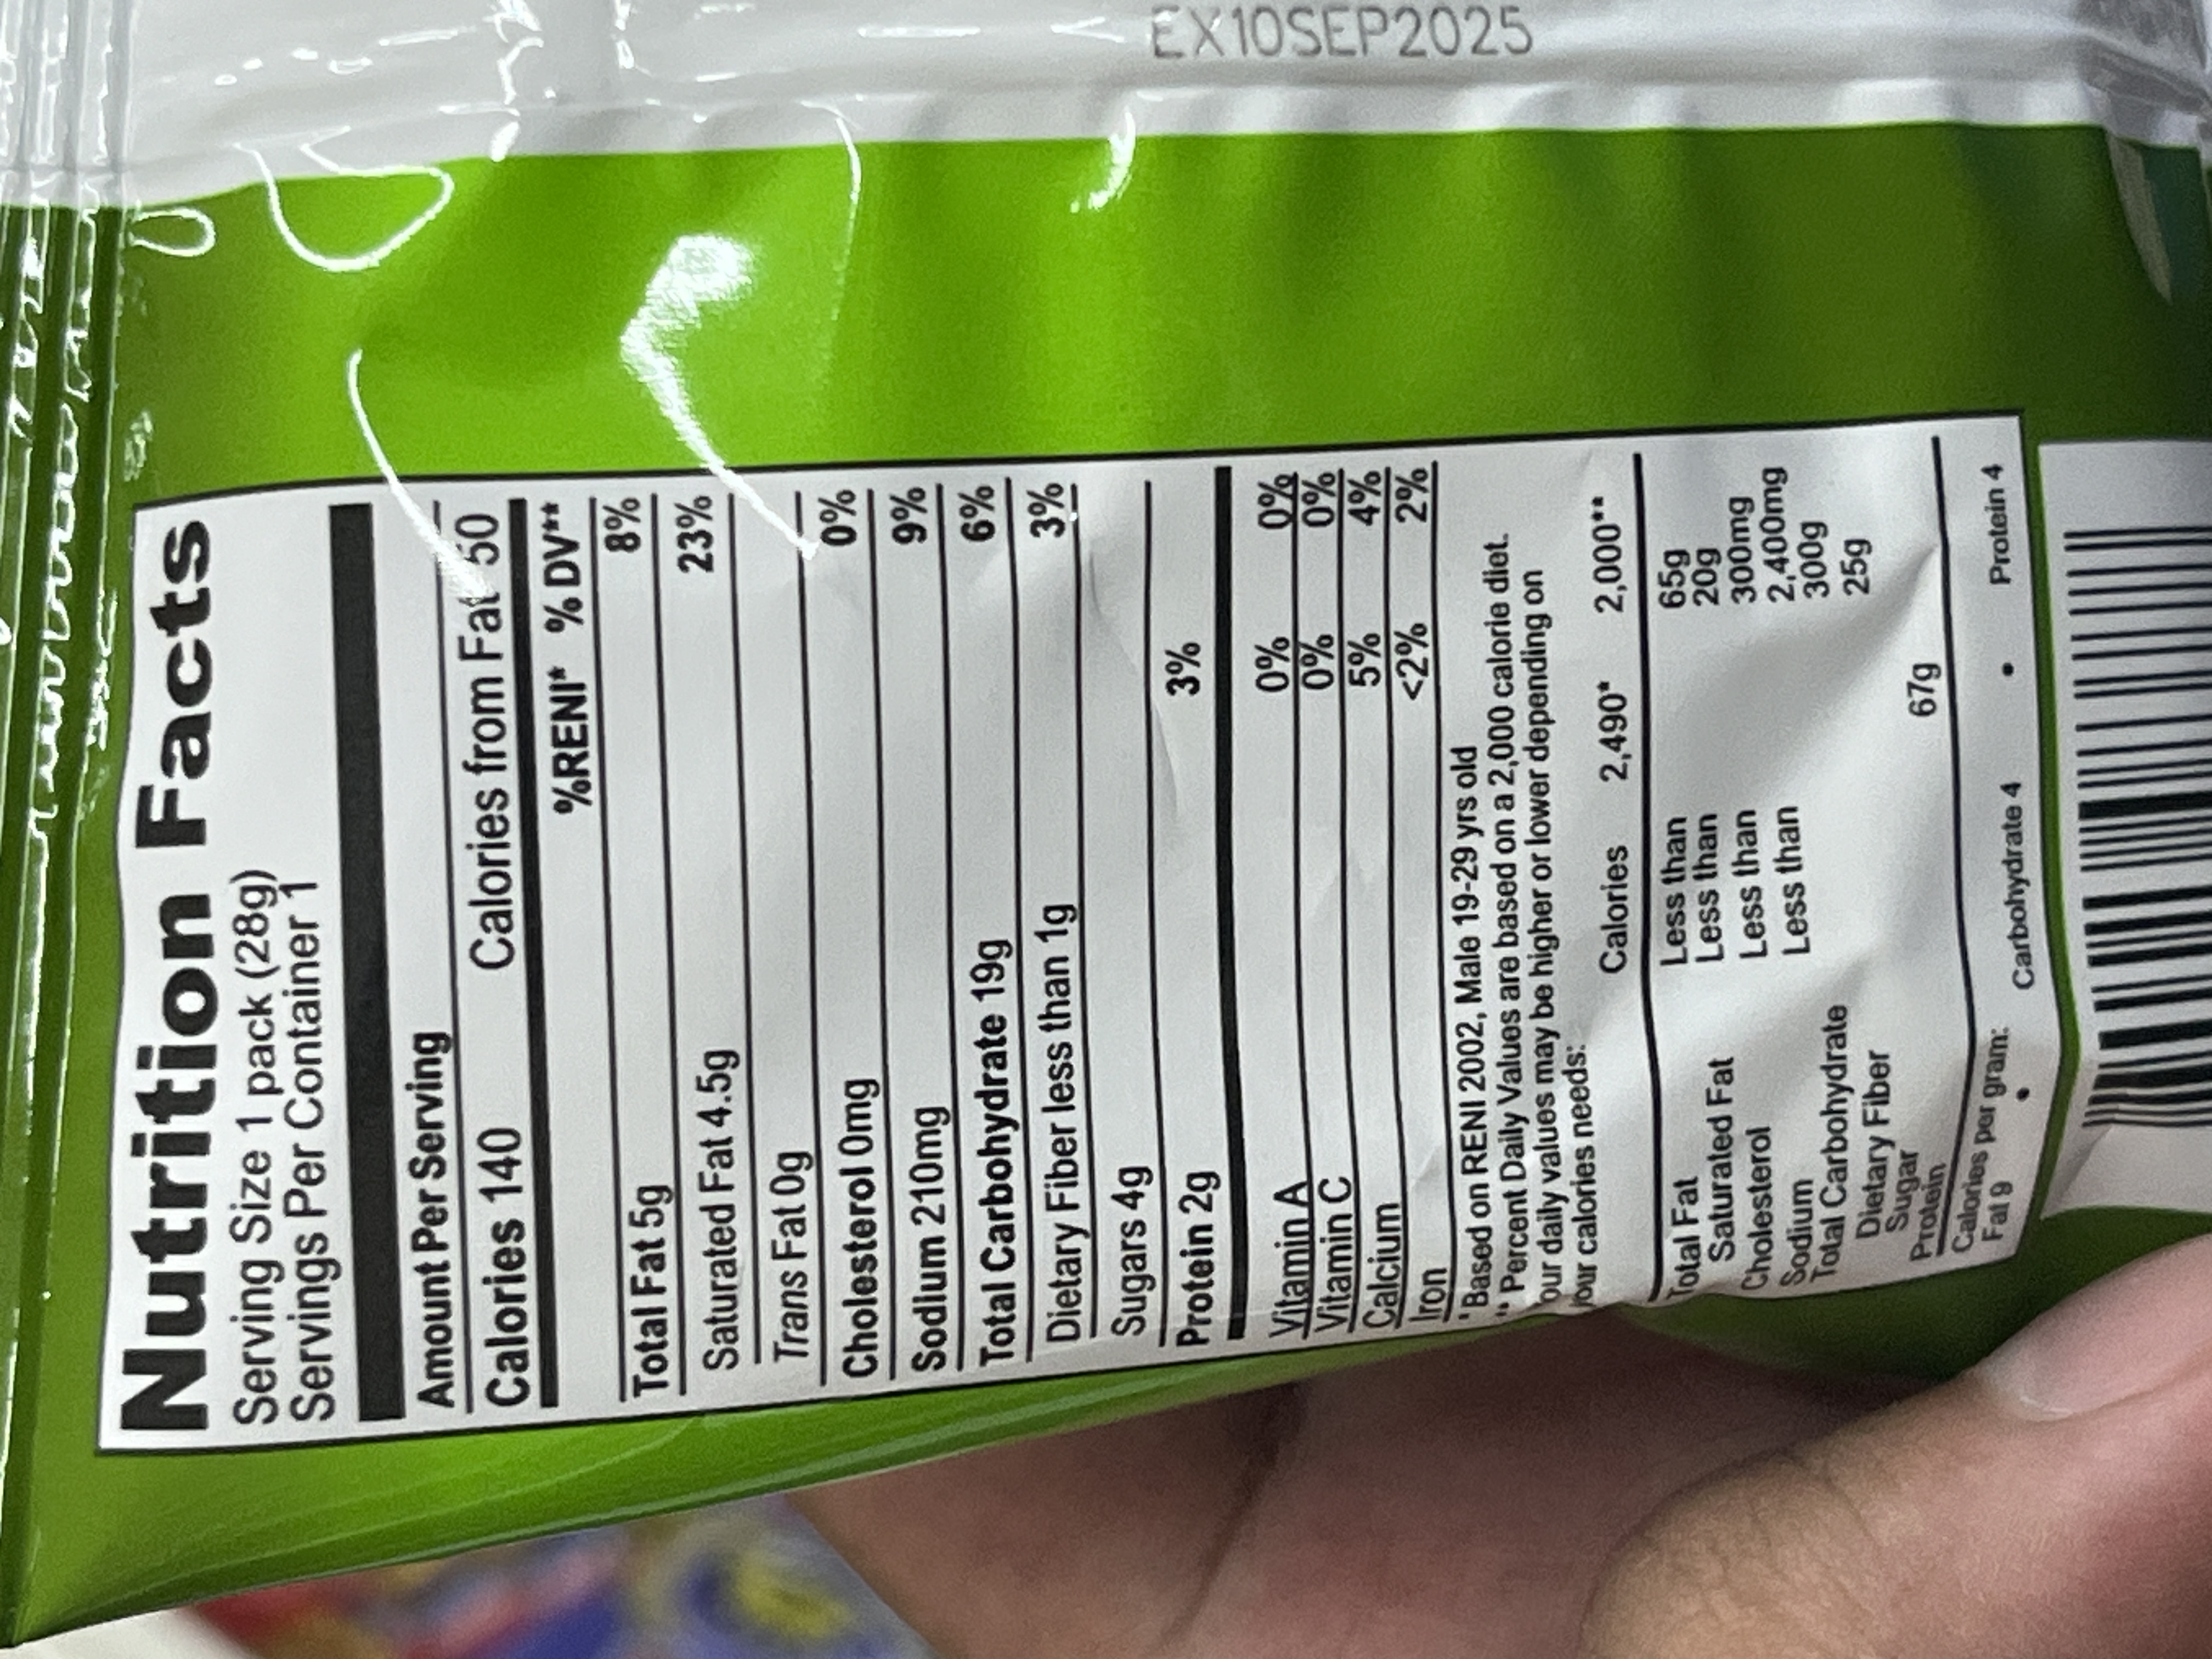 Nutrition Facts
Serving Size 1 pack (28g)
Servings Per Container 1
Amount Per Serving
Calories 140 Calories from Fat 50
%RENI* % DV**
Total Fat 5g 8%
Saturated Fat 4.5g 23%
Trans Fat 0g
Cholesterol 0mg 0%
Sodium 210mg 9%
Total Carbohydrate 19g 6%
Dietary Fiber less than 1g 3%
Sugars 4g
Protein 2g 3%
Vitamin A 0% 0%
Vitamin C 0% 0%
Calcium 5% 4%
Iron <2% 2%
*Based on RENI 2002, Male 19-29 yrs old
** Percent Daily Values are based on a 2,000 calorie diet.
our daily values may be higher or lower depending on
your calories needs:
Calories 2,490* 2,000**
Total Fat Less than 65g
Saturated Fat Less than 20g
Cholesterol Less than 300mg
Sodium Less than 2,400mg
Total Carbohydrate 300g
Dietary Fiber 25g
Sugar
Protein 67g
Calories per gram:
Fat 9 • Carbohydrate 4 • Protein 4
EX10SEP2025